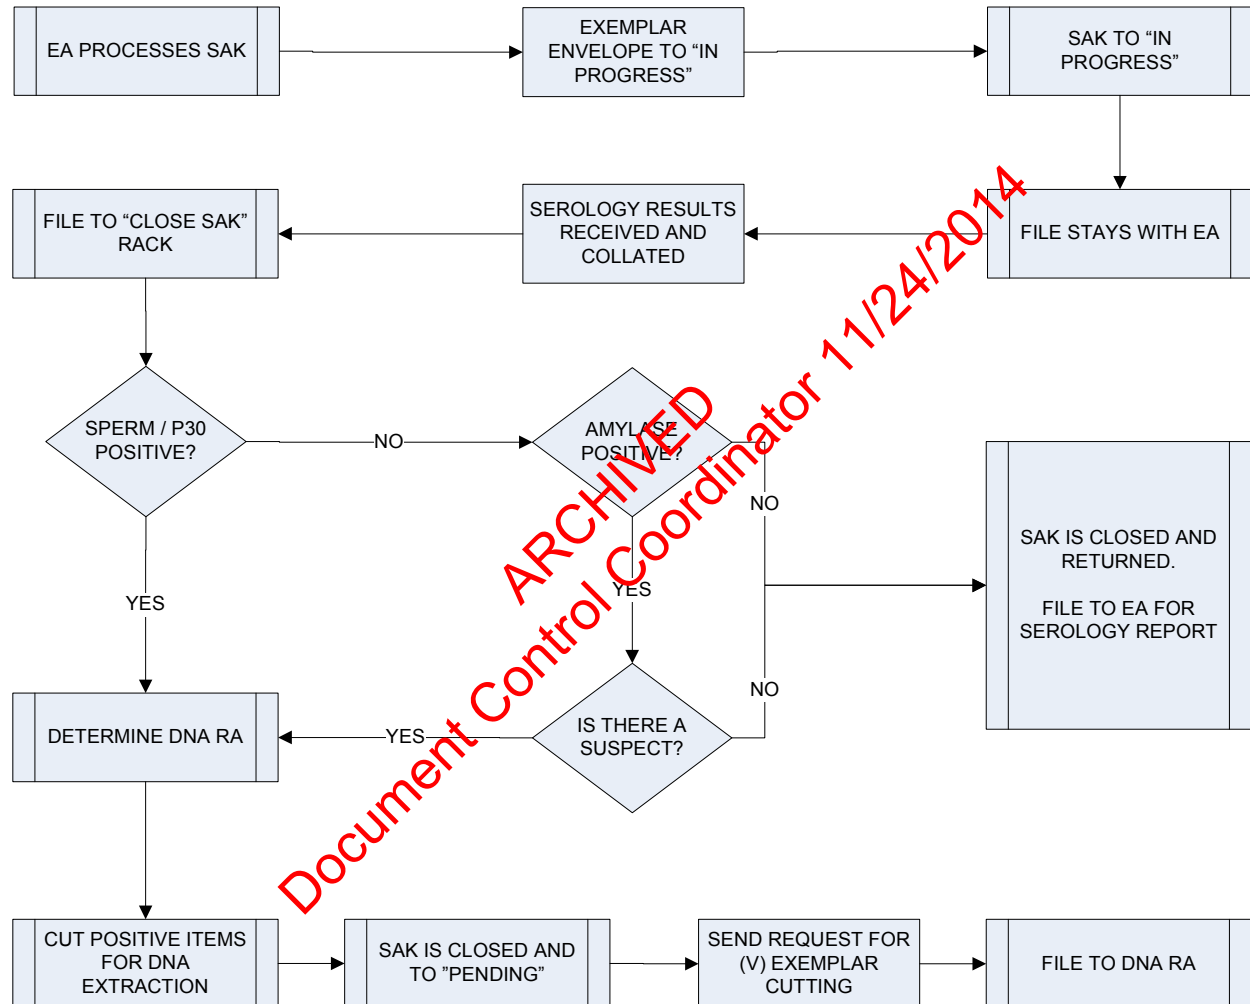 EA PROCESSES SAK
EXEMPLAR
ENVELOPE TO “IN
PROGRESS”
SAK TO “IN
PROGRESS”
FILE TO “CLOSE SAK”
RACK
SEROLOGY RESULTS
RECEIVED AND
COLLATED
FILE STAYS WITH EA
SPERM / P30
POSITIVE?
NO
AMYLASE
POSITIVE?
NO
YES
YES
SAK IS CLOSED AND
RETURNED.
FILE TO EA FOR
SEROLOGY REPORT
DETERMINE DNA RA
YES
IS THERE A
SUSPECT?
NO
CUT POSITIVE ITEMS
FOR DNA
EXTRACTION
SAK IS CLOSED AND
TO ”PENDING”
SEND REQUEST FOR
(V) EXEMPLAR
CUTTING
FILE TO DNA RA
ARCHIVED
Document Control Coordinator 11/24/2014